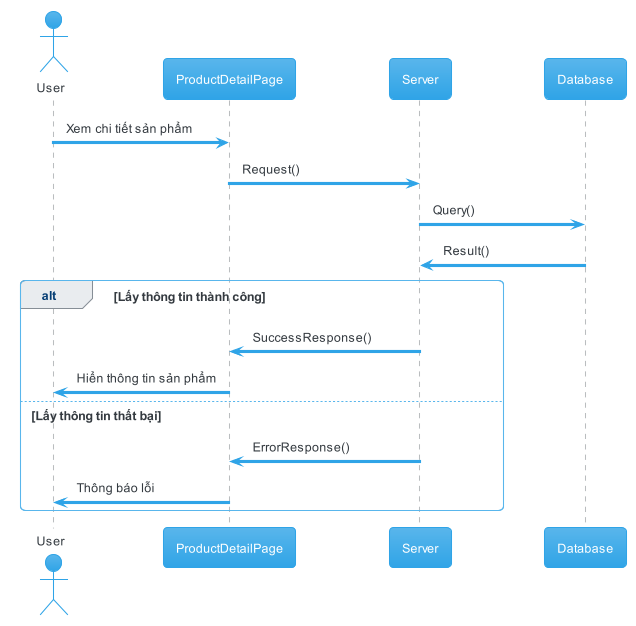 User
ProductDetailPage
Server
Database
Xem chi tiết sản phẩm
Request()
Query()
Result()
alt
[Lấy thông tin thành công]
SuccessResponse()
Hiển thông tin sản phẩm
[Lấy thông tin thất bại]
ErrorResponse()
Thông báo lỗi
User
ProductDetailPage
Server
Database